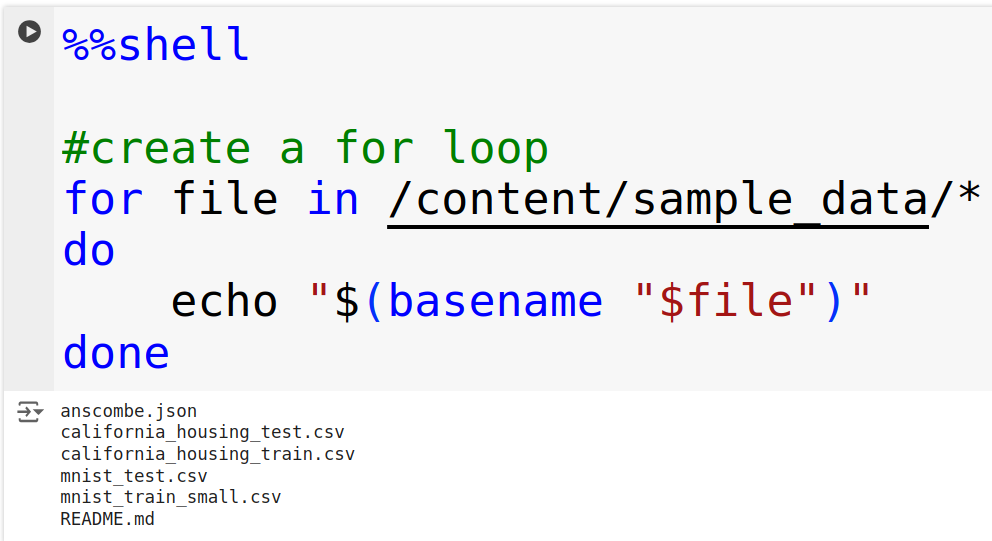 %%shell
#create a for loop
for file in /content/sample_data/*
do
    echo "$(basename "$file")"
done
anscombe.json
california_housing_test.csv
california_housing_train.csv
mnist_test.csv
mnist_train_small.csv
README.md